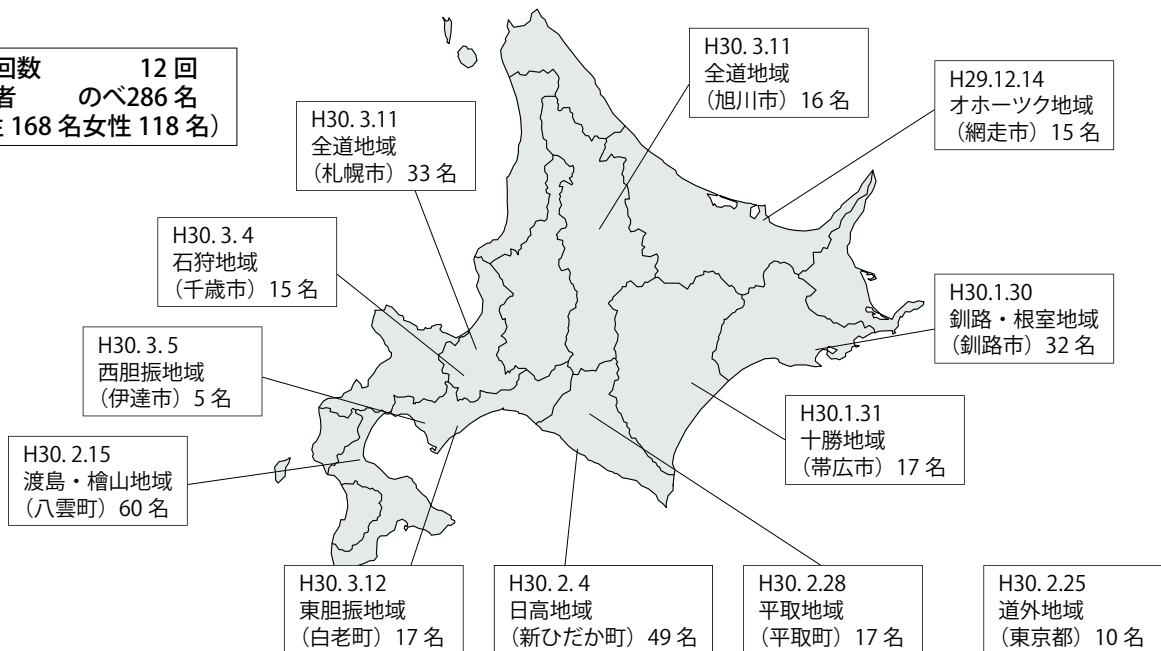 回数 12 回
者 のべ286 名
168 名女性 118 名）
H30. 3.11
全道地域
（旭川市）16 名
H29.12.14
オホーツク地域
（網走市）15 名
H30. 3.11
全道地域
（札幌市）33 名
H30. 3. 4
石狩地域
（千歳市）15 名
H30.1.30
釧路・根室地域
（釧路市）32 名
H30. 3. 5
西胆振地域
（伊達市）5 名
H30.1.31
十勝地域
（帯広市）17 名
H30. 2.15
渡島・檜山地域
（八雲町）60 名
H30. 3.12
東胆振地域
（白老町）17 名
H30. 2. 4
日高地域
（新ひだか町）49 名
H30. 2.28
平取地域
（平取町）17 名
H30. 2.25
道外地域
（東京都）10 名